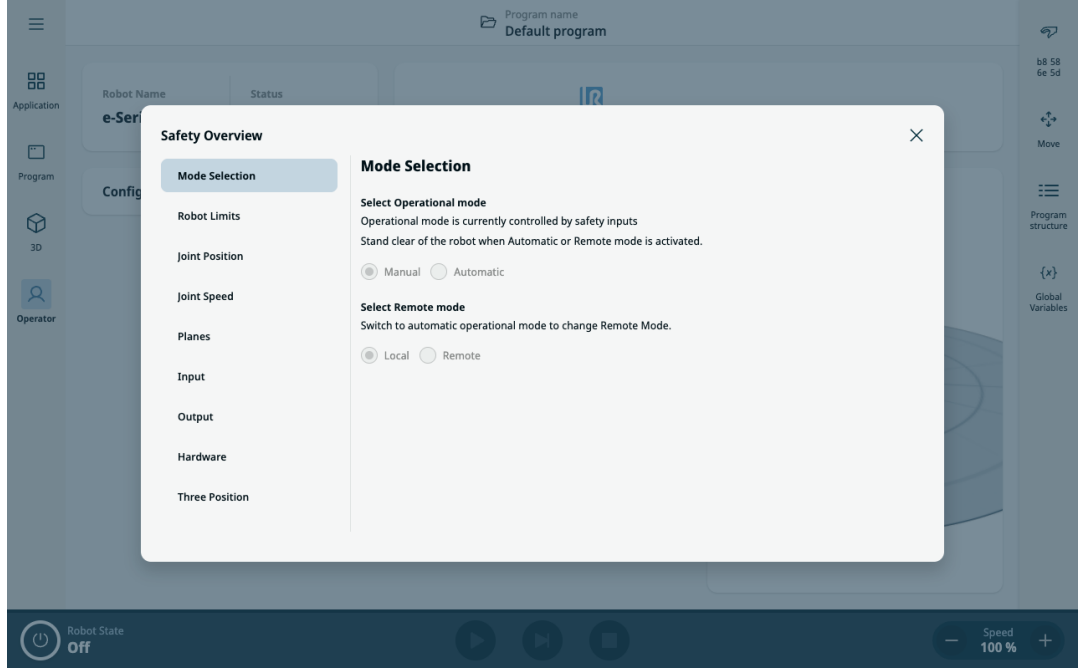 Program name
Default program
Application
Program
3D
Operator
Robot Name
Status
e-Seri
Config
Safety Overview
Mode Selection
Robot Limits
Joint Position
Joint Speed
Planes
Input
Output
Hardware
Three Position
Mode Selection
Select Operational mode
Operational mode is currently controlled by safety inputs
Stand clear of the robot when Automatic or Remote mode is activated.
Manual Automatic
Select Remote mode
Switch to automatic operational mode to change Remote Mode.
Local Remote
b8 58
6e 5d
Move
Program
structure
{x}
Global
Variables
Robot State
Off
Speed
100 %